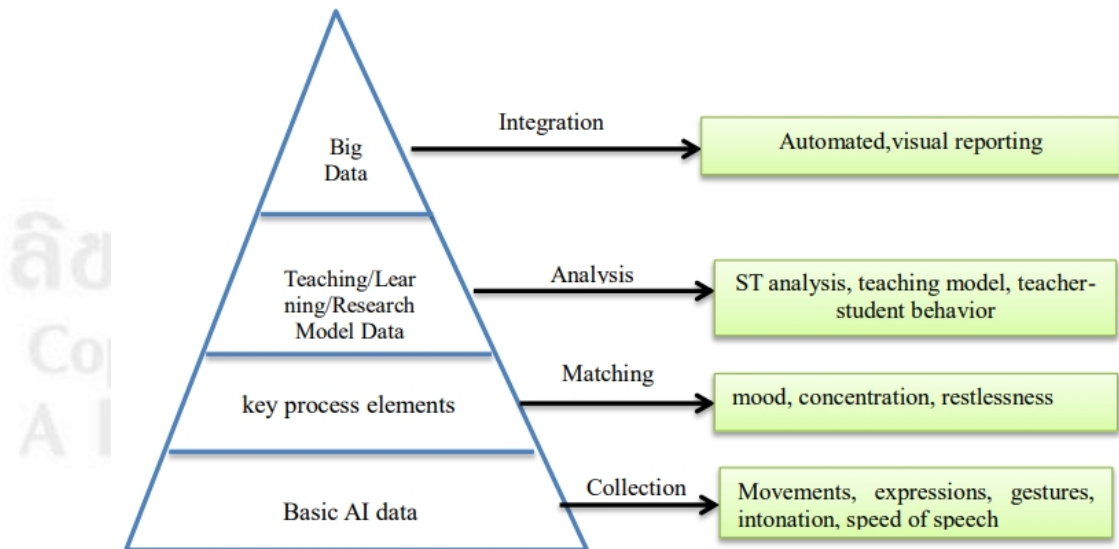 Integration
Automated,visual reporting
Big
Data
Analysis
ST analysis, teaching model, teacher-
student behavior
Teaching/Lear
ning/Research
Model Data
Matching
mood, concentration, restlessness
key process elements
Collection
Movements, expressions, gestures,
intonation, speed of speech
Basic AI data